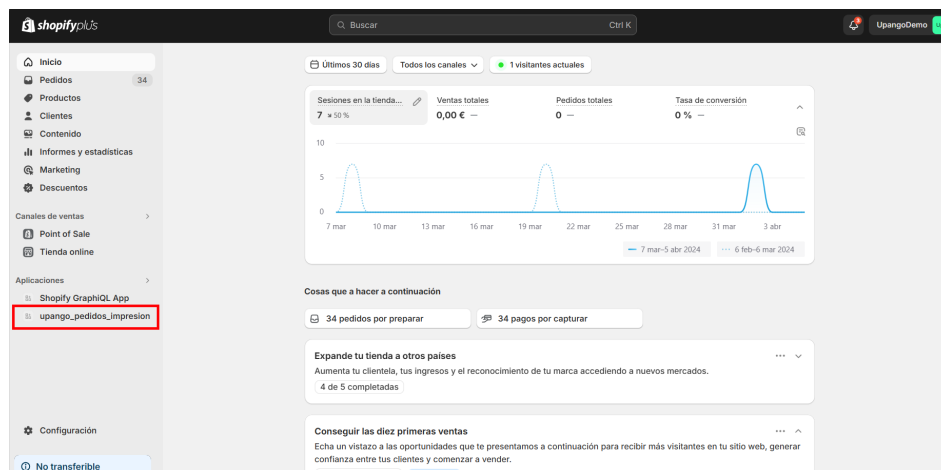 shopifyplus
Buscar
Ctrl K
3
UpangoDemo
Inicio
Pedidos 34
Productos
Clientes
Contenido
Informes y estadísticas
Marketing
Descuentos
Canales de ventas
Point of Sale
Tienda online
Aplicaciones
Shopify GraphiQL App
upango_pedidos_impresion
Configuración
No transferible
Últimos 30 días
Todos los canales
1 visitantes actuales
Sesiones en la tienda... Ventas totales Pedidos totales Tasa de conversión
7 50 % 0,00 € — 0 — 0 % —
10
5
0
7 mar 10 mar 13 mar 16 mar 19 mar 22 mar 25 mar 28 mar 31 mar 3 abr
7 mar–5 abr 2024 6 feb–6 mar 2024
Cosas que a hacer a continuación
34 pedidos por preparar
34 pagos por capturar
Expande tu tienda a otros países
Aumenta tu clientela, tus ingresos y el reconocimiento de tu marca accediendo a nuevos mercados.
4 de 5 completadas
Conseguir las diez primeras ventas
Echa un vistazo a las oportunidades que te presentamos a continuación para recibir más visitantes en tu sitio web, generar
confianza entre tus clientes y comenzar a vender.